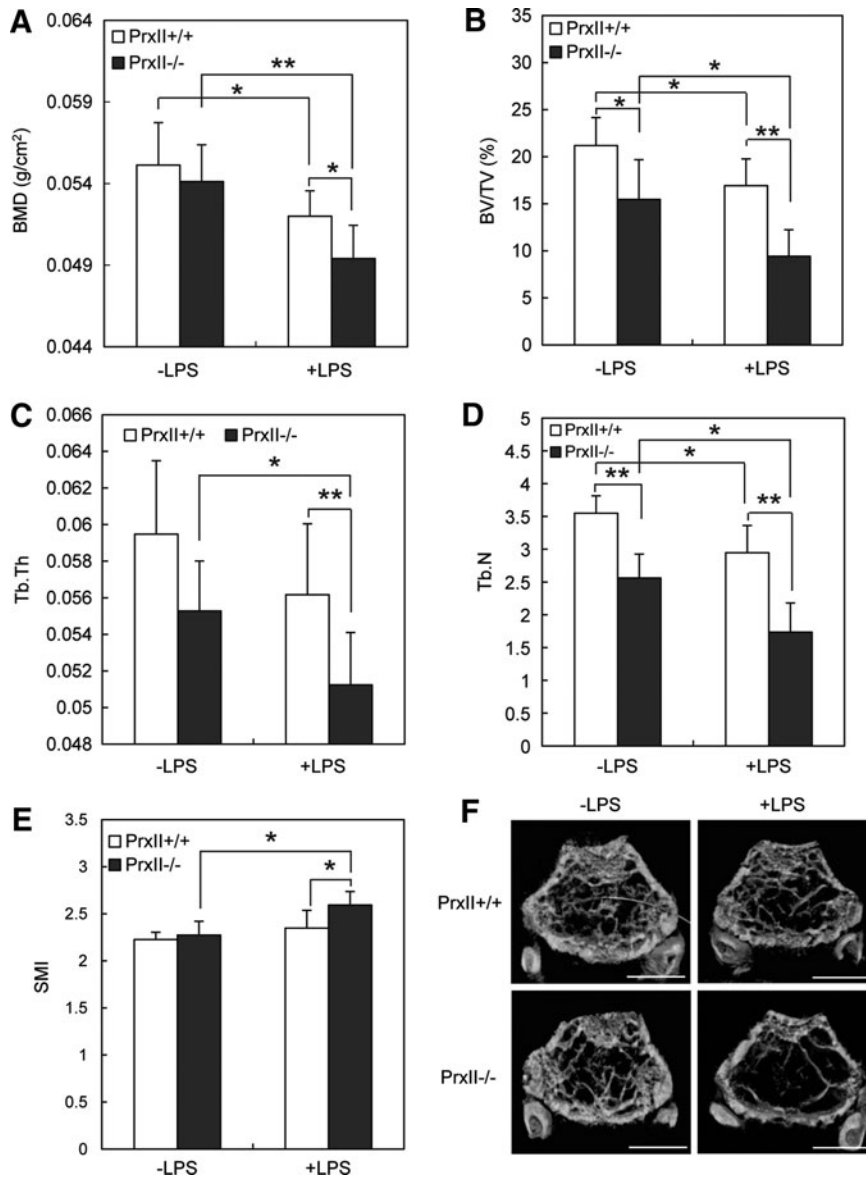 A
PrxII+/+
PrxII-/-
BMD (g/cm²)
0.064
0.059
0.054
0.049
0.044
**
*
*
-LPS +LPS
B
PrxII+/+
PrxII-/-
BV/TV (%)
35
30
25
20
15
10
5
0
*
*
*
**
-LPS +LPS
C
PrxII+/+ PrxII-/-
Tb.Th
0.066
0.064
0.062
0.06
0.058
0.056
0.054
0.052
0.05
0.048
*
**
-LPS +LPS
D
PrxII+/+
PrxII-/-
Tb.N
5
4.5
4
3.5
3
2.5
2
1.5
1
0.5
0
*
*
**
**
-LPS +LPS
E
PrxII+/+
PrxII-/-
SMI
3.5
3
2.5
2
1.5
1
0.5
0
*
*
-LPS +LPS
F
-LPS +LPS
PrxII+/+
PrxII-/-